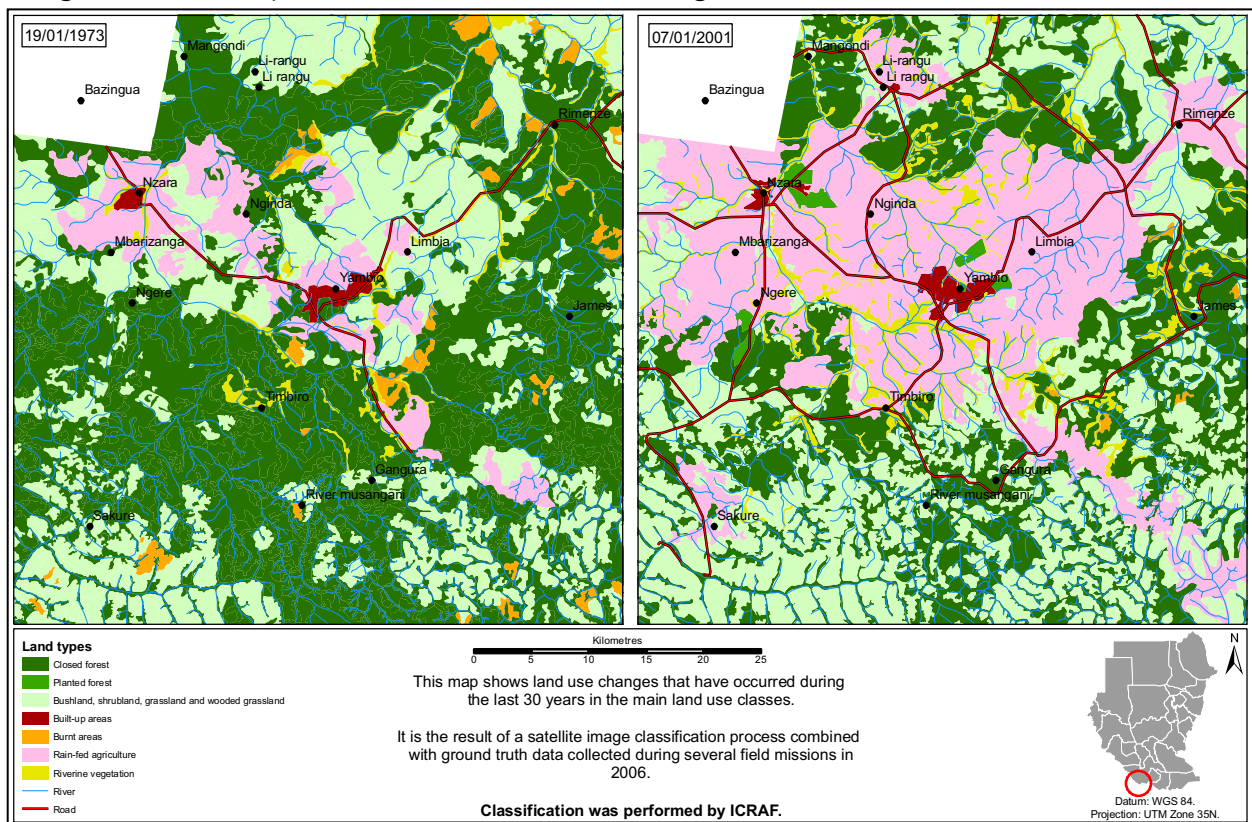 19/01/1973
Mangondi
Li-rangu
Li rangu
Bazingua
Rimenze
Nzara
Nginda
Mbarizanga
Limbia
Yambio
Ngere
James
Timbiro
Gangura
River musangani
Sakure
07/01/2001
Mangondi
Li-rangu
Li rangu
Bazingua
Rimenze
Nzara
Nginda
Mbarizanga
Limbia
Yambio
Ngere
James
Timbiro
Gangura
River musangani
Sakure
Land types
Closed forest
Planted forest
Bushland, shrubland, grassland and wooded grassland
Built-up areas
Burnt areas
Rain-fed agriculture
Riverine vegetation
River
Road
Kilometres
0 5 10 15 20 25
This map shows land use changes that have occurred during
the last 30 years in the main land use classes.
It is the result of a satellite image classification process combined
with ground truth data collected during several field missions in
2006.
Classification was performed by ICRAF.
N
Datum: WGS 84.
Projection: UTM Zone 35N.